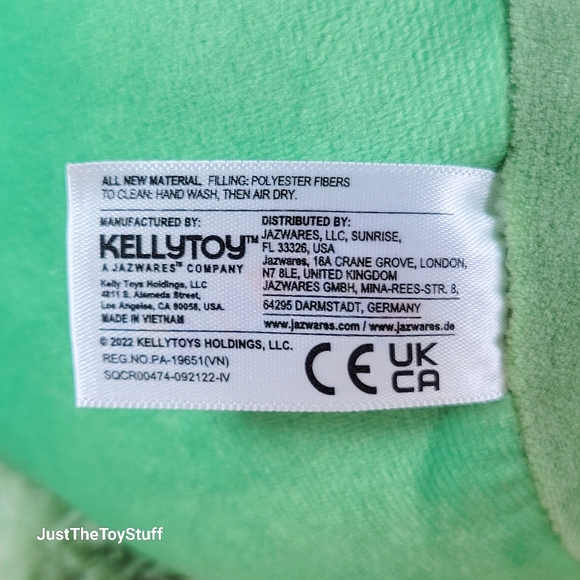 ALL NEW MATERIAL FILLING: POLYESTER FIBERS
TO CLEAN: HAND WASH, THEN AIR DRY.
MANUFACTURED BY:
KELLYTOY™
A JAZWARES™ COMPANY
Kelly Toys Holdings, LLC
4811 S. Alameda Street,
Los Angeles, CA 90058, USA.
MADE IN VIETNAM
DISTRIBUTED BY:
JAZWARES, LLC, SUNRISE,
FL 33326, USA
Jazwares, 16A CRANE GROVE, LONDON,
N7 8LE, UNITED KINGDOM
JAZWARES GMBH, MINA-REES-STR. 8,
64295 DARMSTADT, GERMANY
www.jazwares.com / www.jazwares.de
© 2022 KELLYTOYS HOLDINGS, LLC.
REG.NO.PA-19651(VN)
SQCR00474-092122-IV
CE
UK
CA
JustTheToyStuff